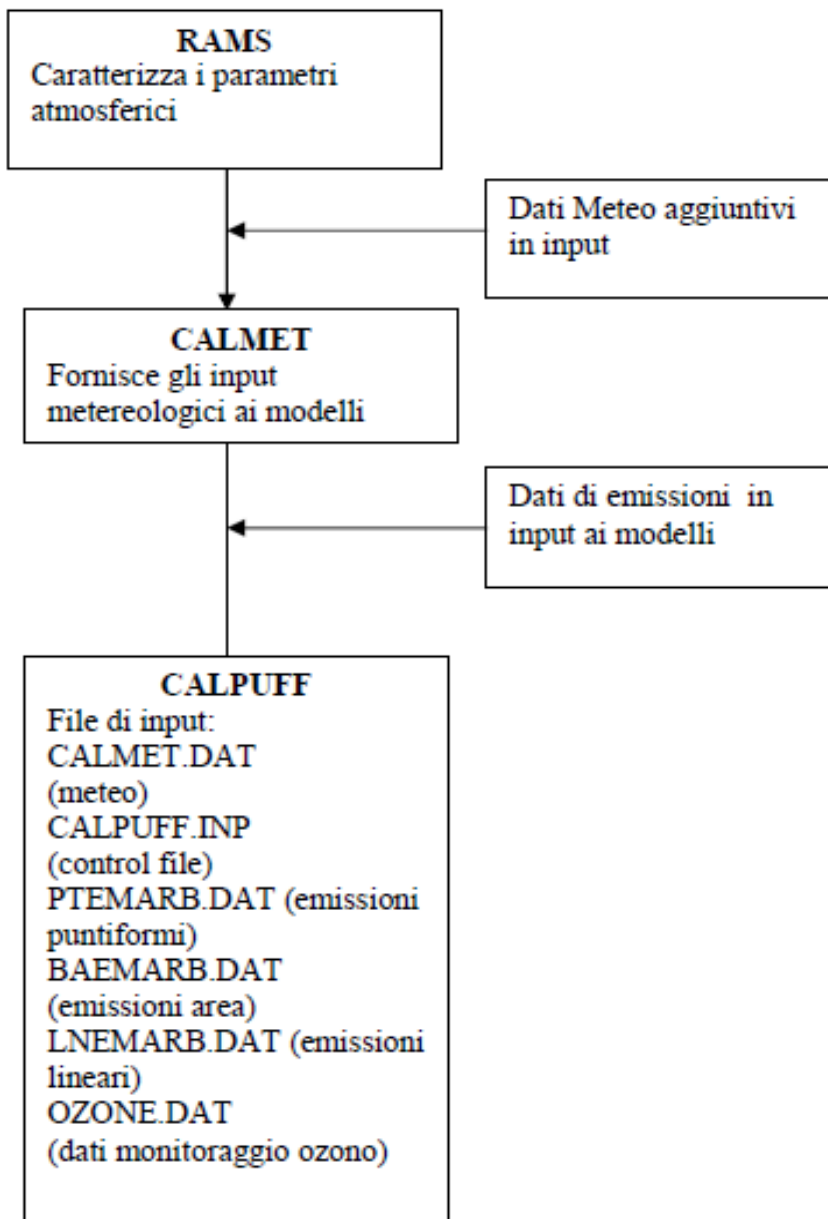 RAMS
Caratterizza i parametri
atmosferici
Dati Meteo aggiuntivi
in input
CALMET
Fornisce gli input
metereologici ai modelli
Dati di emissioni in
input ai modelli
CALPUFF
File di input:
CALMET.DAT
(meteo)
CALPUFF.INP
(control file)
PTEMARB.DAT (emissioni
puntiformi)
BAEMARB.DAT
(emissioni area)
LNEMARB.DAT (emissioni
lineari)
OZONE.DAT
(dati monitoraggio ozono)